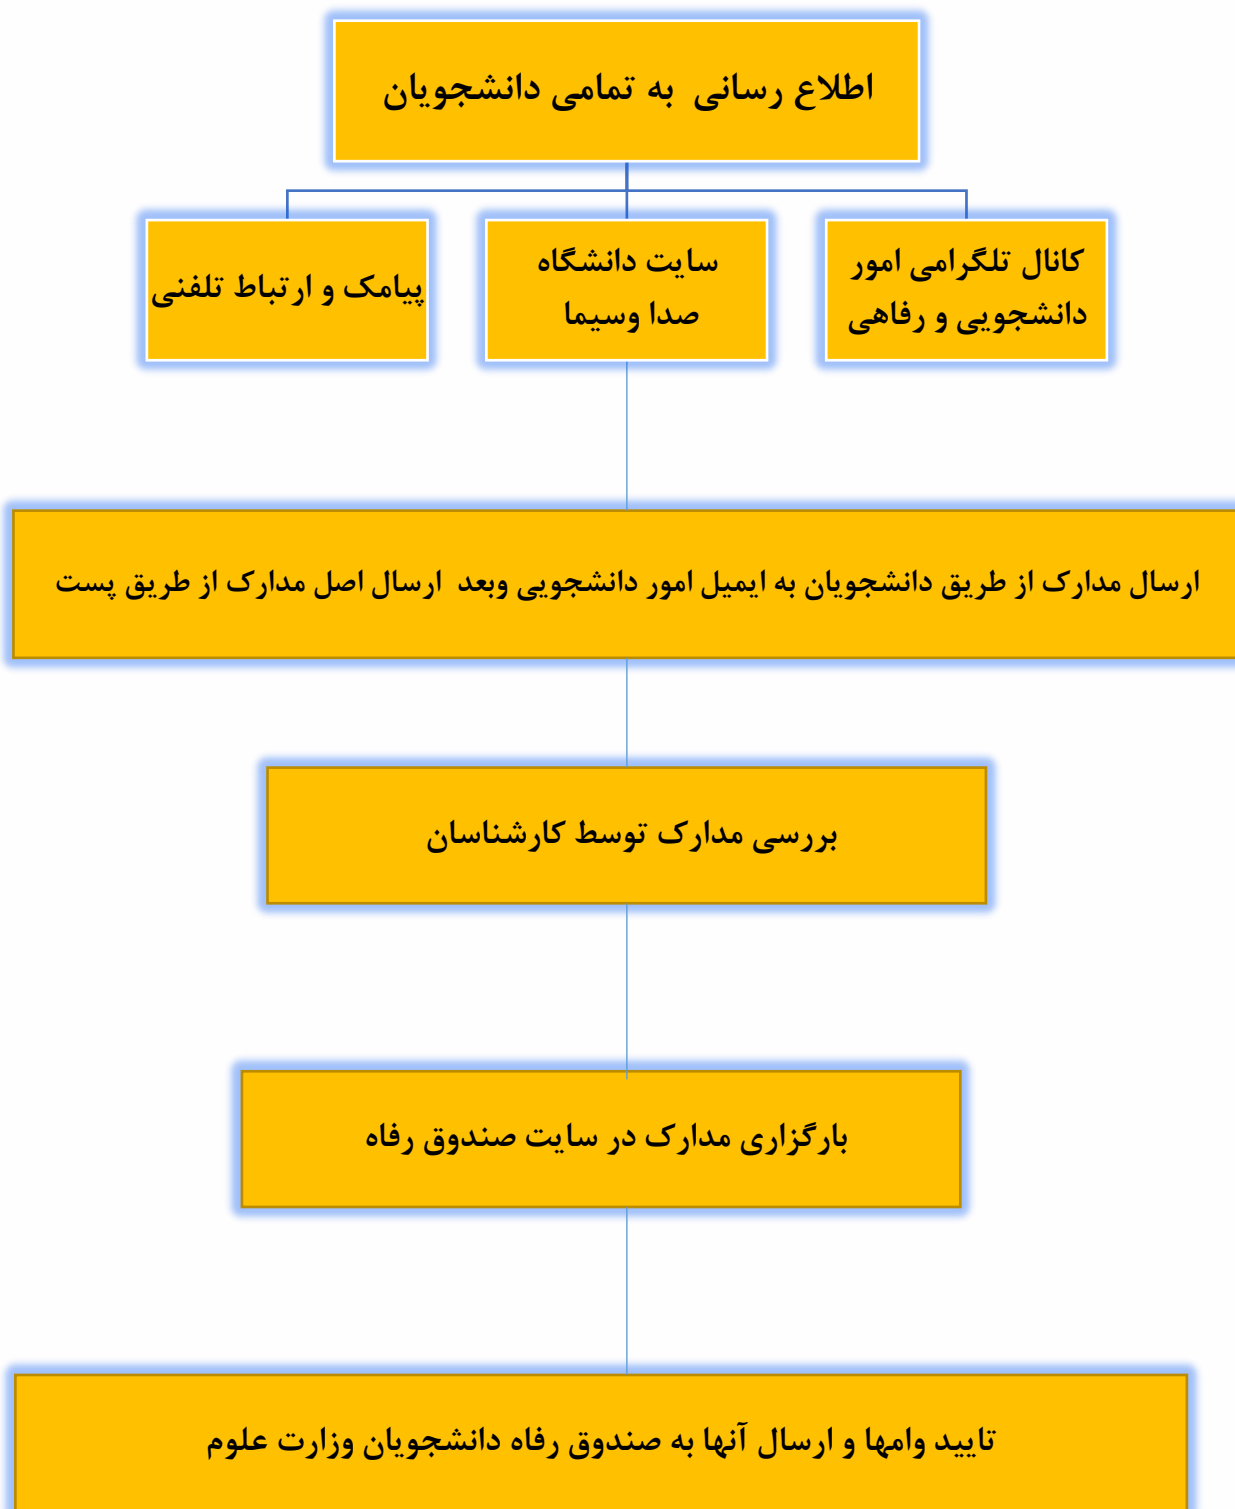 اطلاع رسانی به تمامی دانشجویان
کانال تلگرامی امور
دانشجویی و رفاهی
سایت دانشگاه
صدا وسیما
پیامک و ارتباط تلفنی
ارسال مدارک از طریق دانشجویان به ایمیل امور دانشجویی وبعد ارسال اصل مدارک از طریق پست
بررسی مدارک توسط کارشناسان
بارگزاری مدارک در سایت صندوق رفاه
تایید وامها و ارسال آنها به صندوق رفاه دانشجویان وزارت علوم